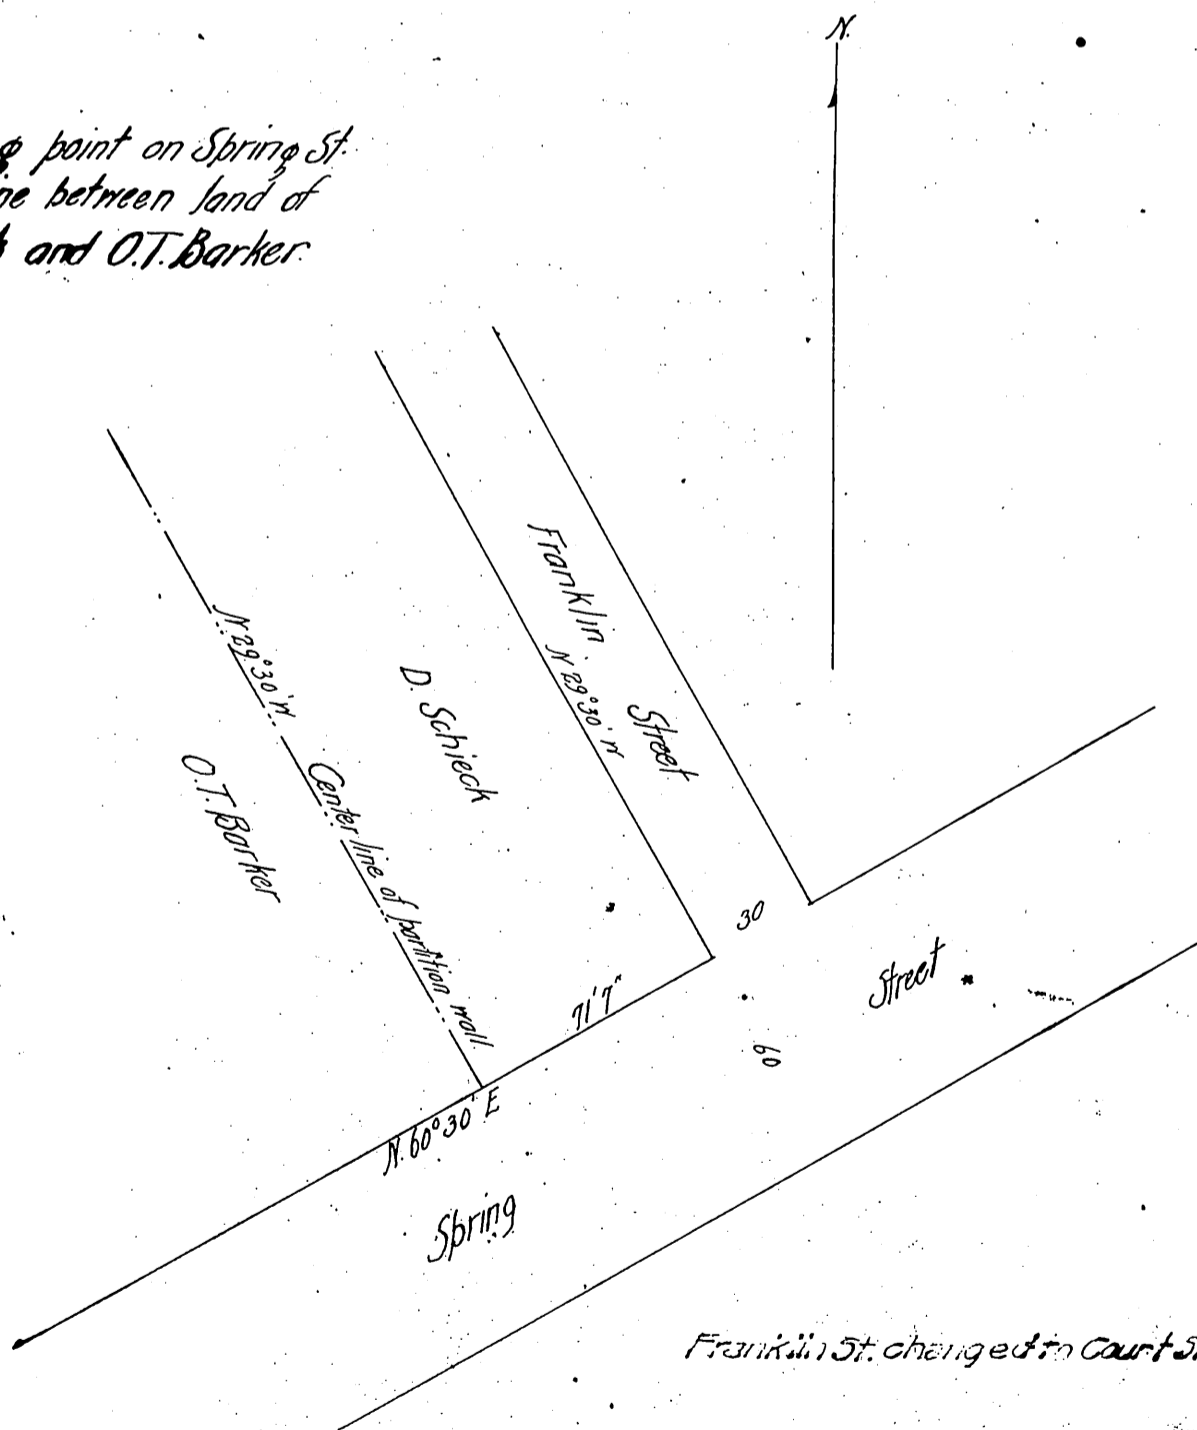 N.
point on Spring St.
between land of
and O.T. Barker.
Franklin Street
N 29°30' W
D. Schieck
N 29°30' W
O.T. Barker
Center line of partition wall.
30
71'7"
60
N. 60°30' E
Spring Street
Franklin St. changed to Court St.